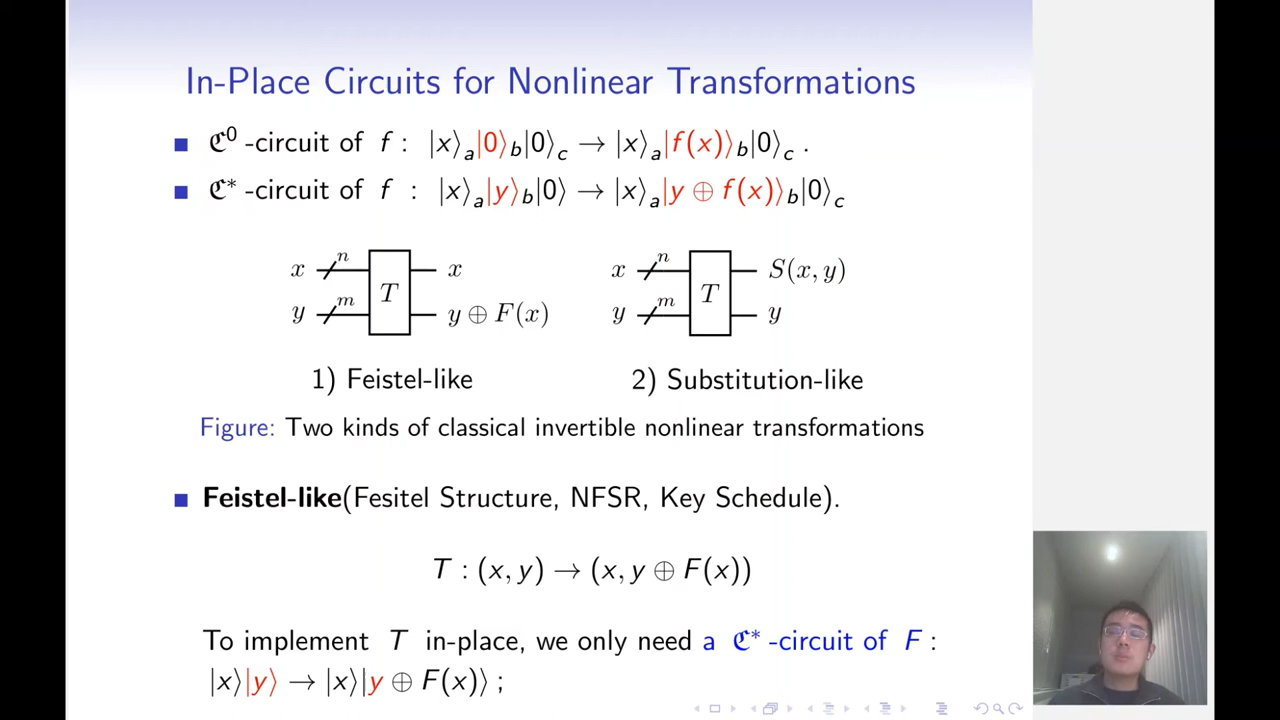 In-Place Circuits for Nonlinear Transformations
ℭ⁰-circuit of f : |x⟩ₐ|0⟩_b|0⟩_c → |x⟩ₐ|f(x)⟩_b|0⟩_c .
ℭ*-circuit of f : |x⟩ₐ|y⟩_b|0⟩ → |x⟩ₐ|y ⊕ f(x)⟩_b|0⟩_c
x n T x x n T S(x, y)
y m y ⊕ F(x) y m y
1) Feistel-like 2) Substitution-like
Figure: Two kinds of classical invertible nonlinear transformations
Feistel-like(Fesitel Structure, NFSR, Key Schedule).
T : (x, y) → (x, y ⊕ F(x))
To implement T in-place, we only need a ℭ*-circuit of F :
|x⟩|y⟩ → |x⟩|y ⊕ F(x)⟩ ;